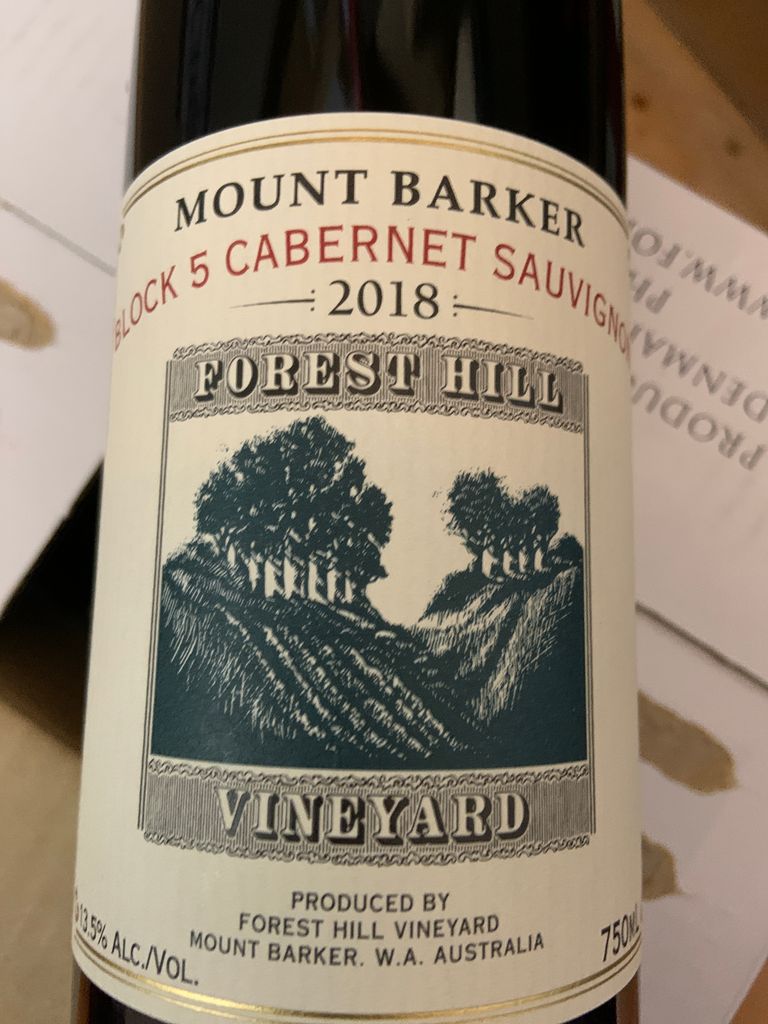 MOUNT BARKER
BLOCK 5 CABERNET SAUVIGNON
2018
FOREST HILL
VINEYARD
PRODUCED BY
FOREST HILL VINEYARD
MOUNT BARKER. W.A. AUSTRALIA
13.5% ALC./VOL.
750ML